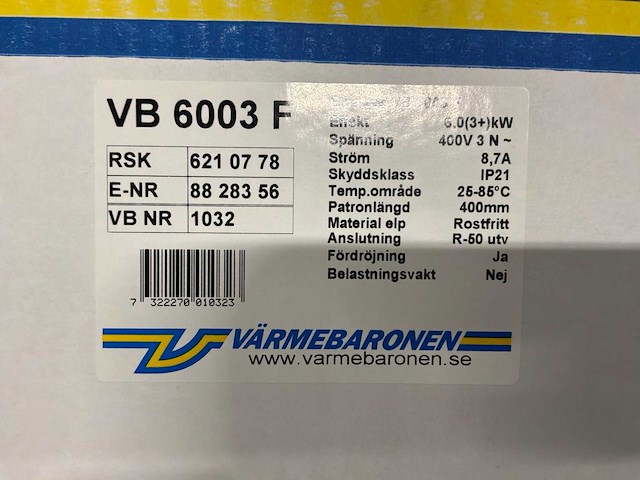 VB 6003 F
RSK 621 07 78
E-NR 88 283 56
VB NR 1032
Effekt 6.0(3+)kW
Spänning 400V 3 N ~
Ström 8,7A
Skyddsklass IP21
Temp.område 25-85°C
Patronlängd 400mm
Material elp Rostfritt
Anslutning R-50 utv
Fördröjning Ja
Belastningsvakt Nej
7 322270 010323
VÄRMEBARONEN
www.varmebaronen.se